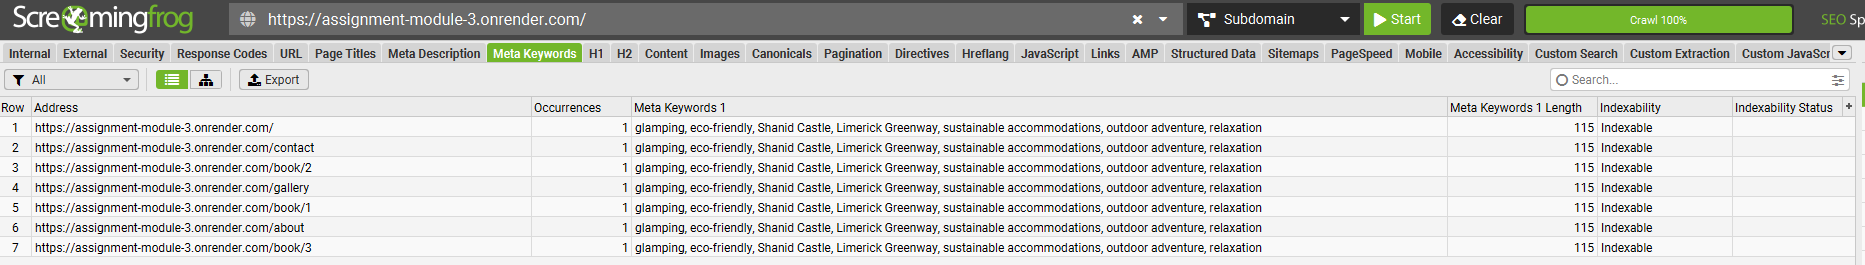 Screamingfrog https://assignment-module-3.onrender.com/ Subdomain Start Clear Crawl 100% SEO Sp
Internal External Security Response Codes URL Page Titles Meta Description Meta Keywords H1 H2 Content Images Canonicals Pagination Directives Hreflang JavaScript Links AMP Structured Data Sitemaps PageSpeed Mobile Accessibility Custom Search Custom Extraction Custom JavaScri
All Export Search...
Row Address Occurrences Meta Keywords 1 Meta Keywords 1 Length Indexability Indexability Status +
1 https://assignment-module-3.onrender.com/ 1 glamping, eco-friendly, Shanid Castle, Limerick Greenway, sustainable accommodations, outdoor adventure, relaxation 115 Indexable
2 https://assignment-module-3.onrender.com/contact 1 glamping, eco-friendly, Shanid Castle, Limerick Greenway, sustainable accommodations, outdoor adventure, relaxation 115 Indexable
3 https://assignment-module-3.onrender.com/book/2 1 glamping, eco-friendly, Shanid Castle, Limerick Greenway, sustainable accommodations, outdoor adventure, relaxation 115 Indexable
4 https://assignment-module-3.onrender.com/gallery 1 glamping, eco-friendly, Shanid Castle, Limerick Greenway, sustainable accommodations, outdoor adventure, relaxation 115 Indexable
5 https://assignment-module-3.onrender.com/book/1 1 glamping, eco-friendly, Shanid Castle, Limerick Greenway, sustainable accommodations, outdoor adventure, relaxation 115 Indexable
6 https://assignment-module-3.onrender.com/about 1 glamping, eco-friendly, Shanid Castle, Limerick Greenway, sustainable accommodations, outdoor adventure, relaxation 115 Indexable
7 https://assignment-module-3.onrender.com/book/3 1 glamping, eco-friendly, Shanid Castle, Limerick Greenway, sustainable accommodations, outdoor adventure, relaxation 115 Indexable